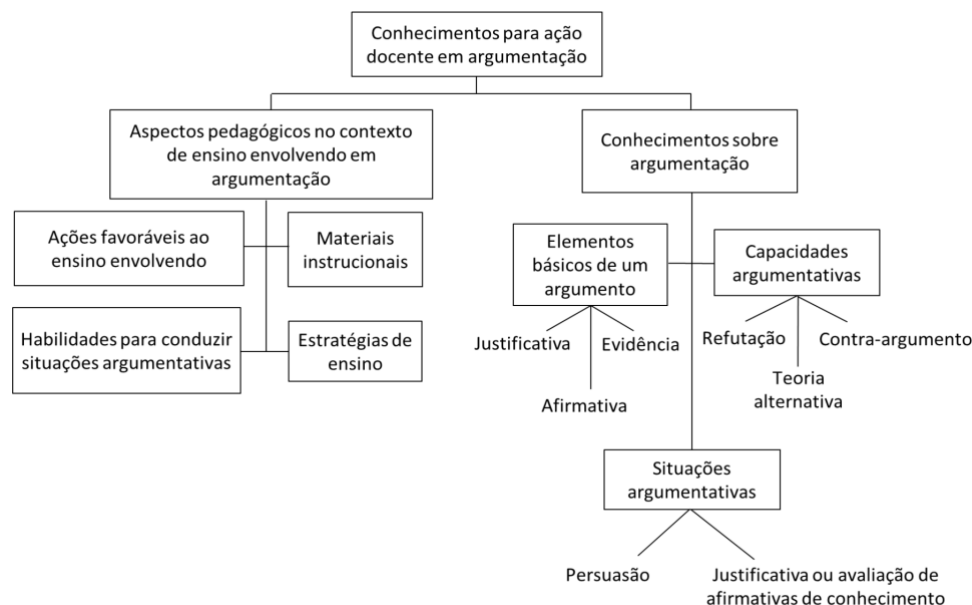 Conhecimentos para ação
docente em argumentação
Aspectos pedagógicos no contexto
de ensino envolvendo em
argumentação
Conhecimentos sobre
argumentação
Ações favoráveis ao
ensino envolvendo
Materiais
instrucionais
Habilidades para conduzir
situações argumentativas
Estratégias de
ensino
Elementos
básicos de um
argumento
Capacidades
argumentativas
Justificativa
Evidência
Afirmativa
Refutação
Contra-argumento
Teoria
alternativa
Situações
argumentativas
Persuasão
Justificativa ou avaliação de
afirmativas de conhecimento